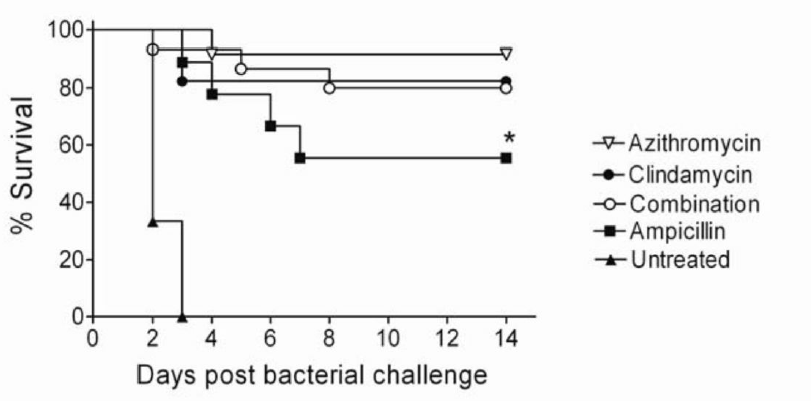 100
80
60
40
20
0
% Survival
*
0 2 4 6 8 10 12 14
Days post bacterial challenge
Azithromycin
Clindamycin
Combination
Ampicillin
Untreated